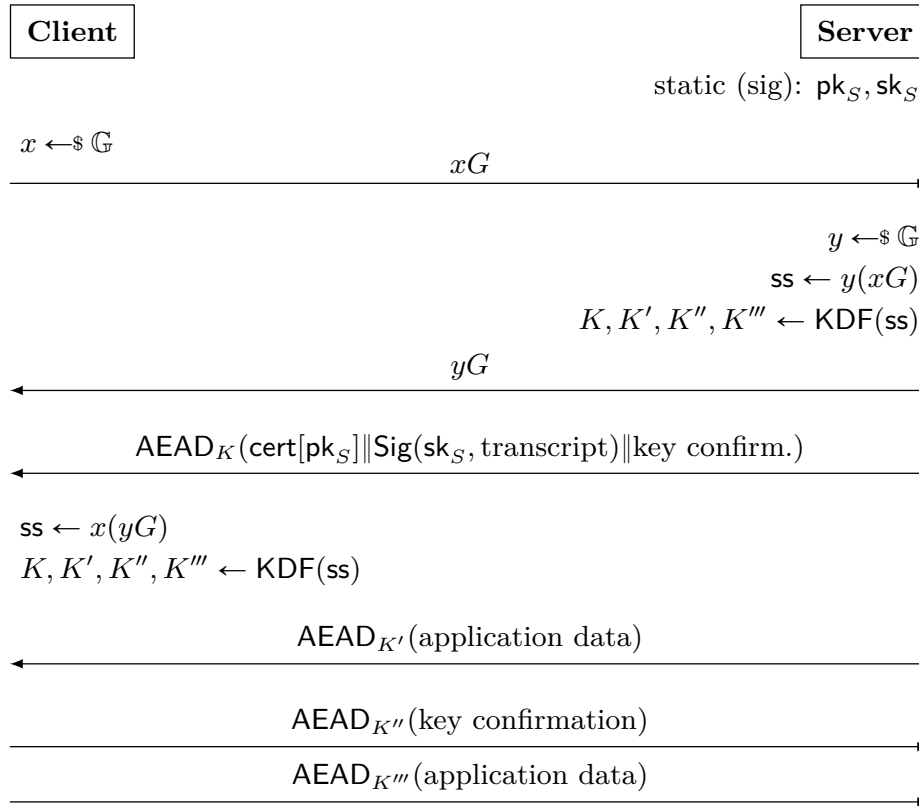 Client
Server
static (sig): pk_S, sk_S
x ←$ 𝔾
xG
y ←$ 𝔾
ss ← y(xG)
K, K′, K″, K‴ ← KDF(ss)
yG
AEAD_K(cert[pk_S]‖Sig(sk_S, transcript)‖key confirm.)
ss ← x(yG)
K, K′, K″, K‴ ← KDF(ss)
AEAD_K′(application data)
AEAD_K″(key confirmation)
AEAD_K‴(application data)